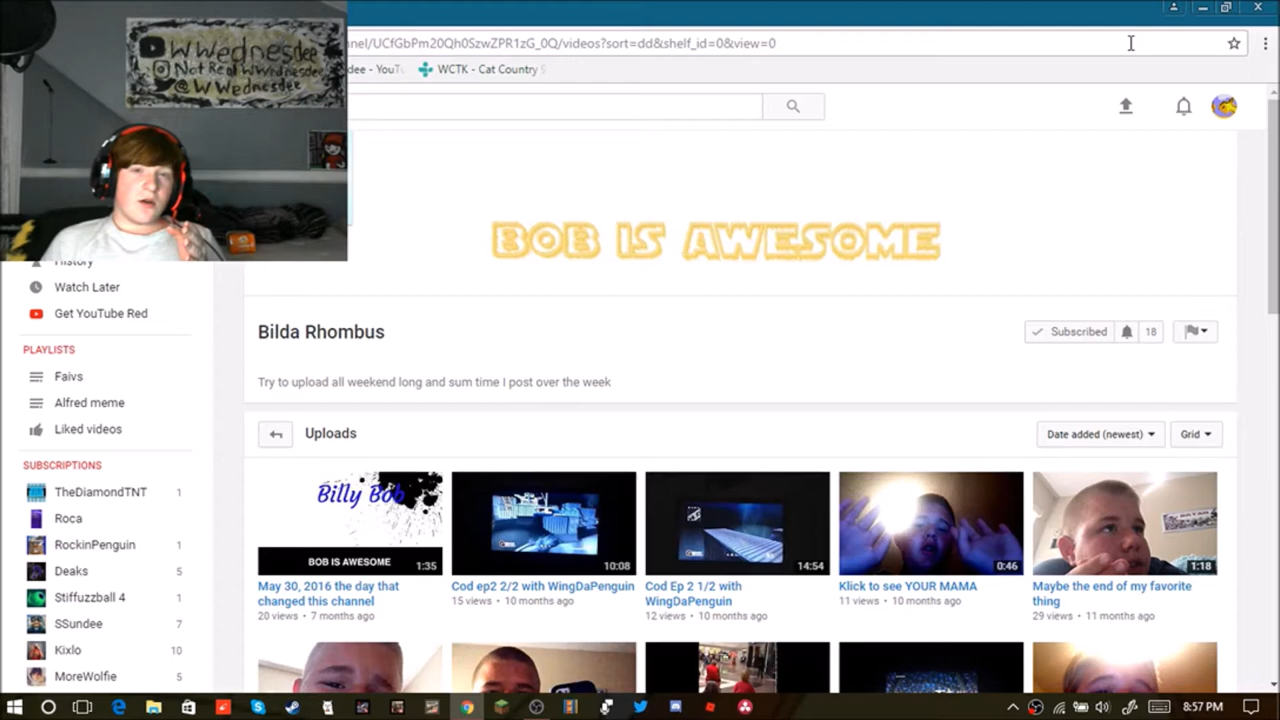 WWednesdee
Not Real WWednesdee
@WWednesdee
nel/UCfGbPm20Qh0SzwZPR1zG_0Q/videos?sort=dd&shelf_id=0&view=0
dee - YouTu
WCTK - Cat Country
BOB IS AWESOME
History
Watch Later
Get YouTube Red
Bilda Rhombus
Subscribed 18
PLAYLISTS
Faivs
Try to upload all weekend long and sum time I post over the week
Alfred meme
Liked videos
Uploads
Date added (newest)
Grid
SUBSCRIPTIONS
TheDiamondTNT 1
Roca
RockinPenguin 1
Deaks 5
Stiffuzzball 4 1
SSundee 7
Kixlo 10
MoreWolfie 5
Billy Bob
BOB IS AWESOME
1:35
May 30, 2016 the day that
changed this channel
20 views • 7 months ago
10:08
Cod ep2 2/2 with WingDaPenguin
15 views • 10 months ago
14:54
Cod Ep 2 1/2 with
WingDaPenguin
12 views • 10 months ago
0:46
Klick to see YOUR MAMA
11 views • 10 months ago
1:18
Maybe the end of my favorite
thing
29 views • 11 months ago
8:57 PM